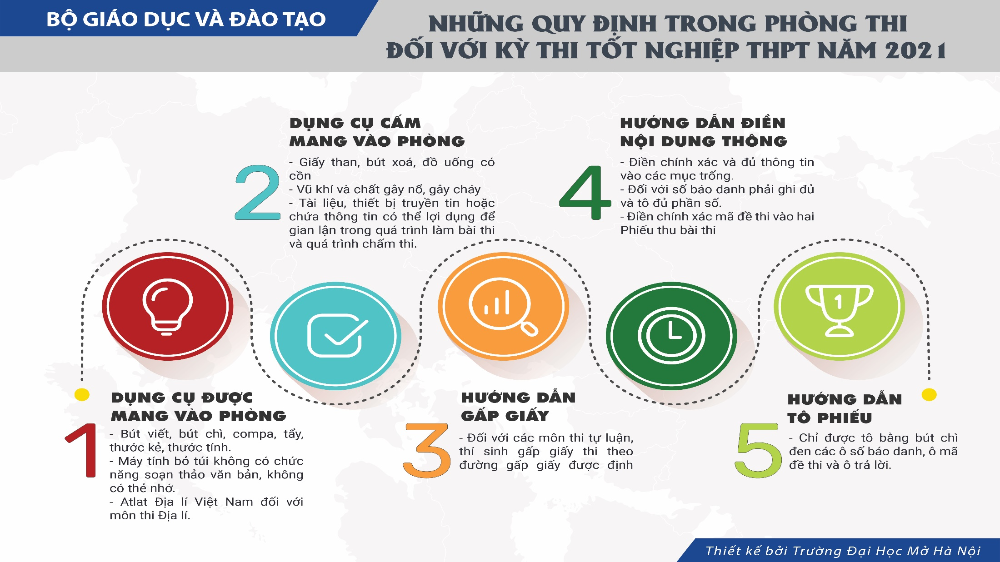 BỘ GIÁO DỤC VÀ ĐÀO TẠO
NHỮNG QUY ĐỊNH TRONG PHÒNG THI
ĐỐI VỚI KỲ THI TỐT NGHIỆP THPT NĂM 2021
1
DỤNG CỤ ĐƯỢC
MANG VÀO PHÒNG
- Bút viết, bút chì, compa, tẩy,
thước kẻ, thước tính.
- Máy tính bỏ túi không có chức
năng soạn thảo văn bản, không
có thẻ nhớ.
- Atlat Địa lí Việt Nam đối với
môn thi Địa lí.
2
DỤNG CỤ CẤM
MANG VÀO PHÒNG
- Giấy than, bút xoá, đồ uống có
cồn
- Vũ khí và chất gây nổ, gây cháy
- Tài liệu, thiết bị truyền tin hoặc
chứa thông tin có thể lợi dụng để
gian lận trong quá trình làm bài thi
và quá trình chấm thi.
3
HƯỚNG DẪN
GẤP GIẤY
- Đối với các môn thi tự luận,
thí sinh gấp giấy thi theo
đường gấp giấy được định
4
HƯỚNG DẪN ĐIỀN
NỘI DUNG THÔNG
- Điền chính xác và đủ thông tin
vào các mục trống.
- Đối với số báo danh phải ghi đủ
và tô đủ phần số.
- Điền chính xác mã đề thi vào hai
Phiếu thu bài thi
1
5
HƯỚNG DẪN
TÔ PHIẾU
- Chỉ được tô bằng bút chì
đen các ô số báo danh, ô mã
đề thi và ô trả lời.
Thiết kế bởi Trường Đại Học Mở Hà Nội